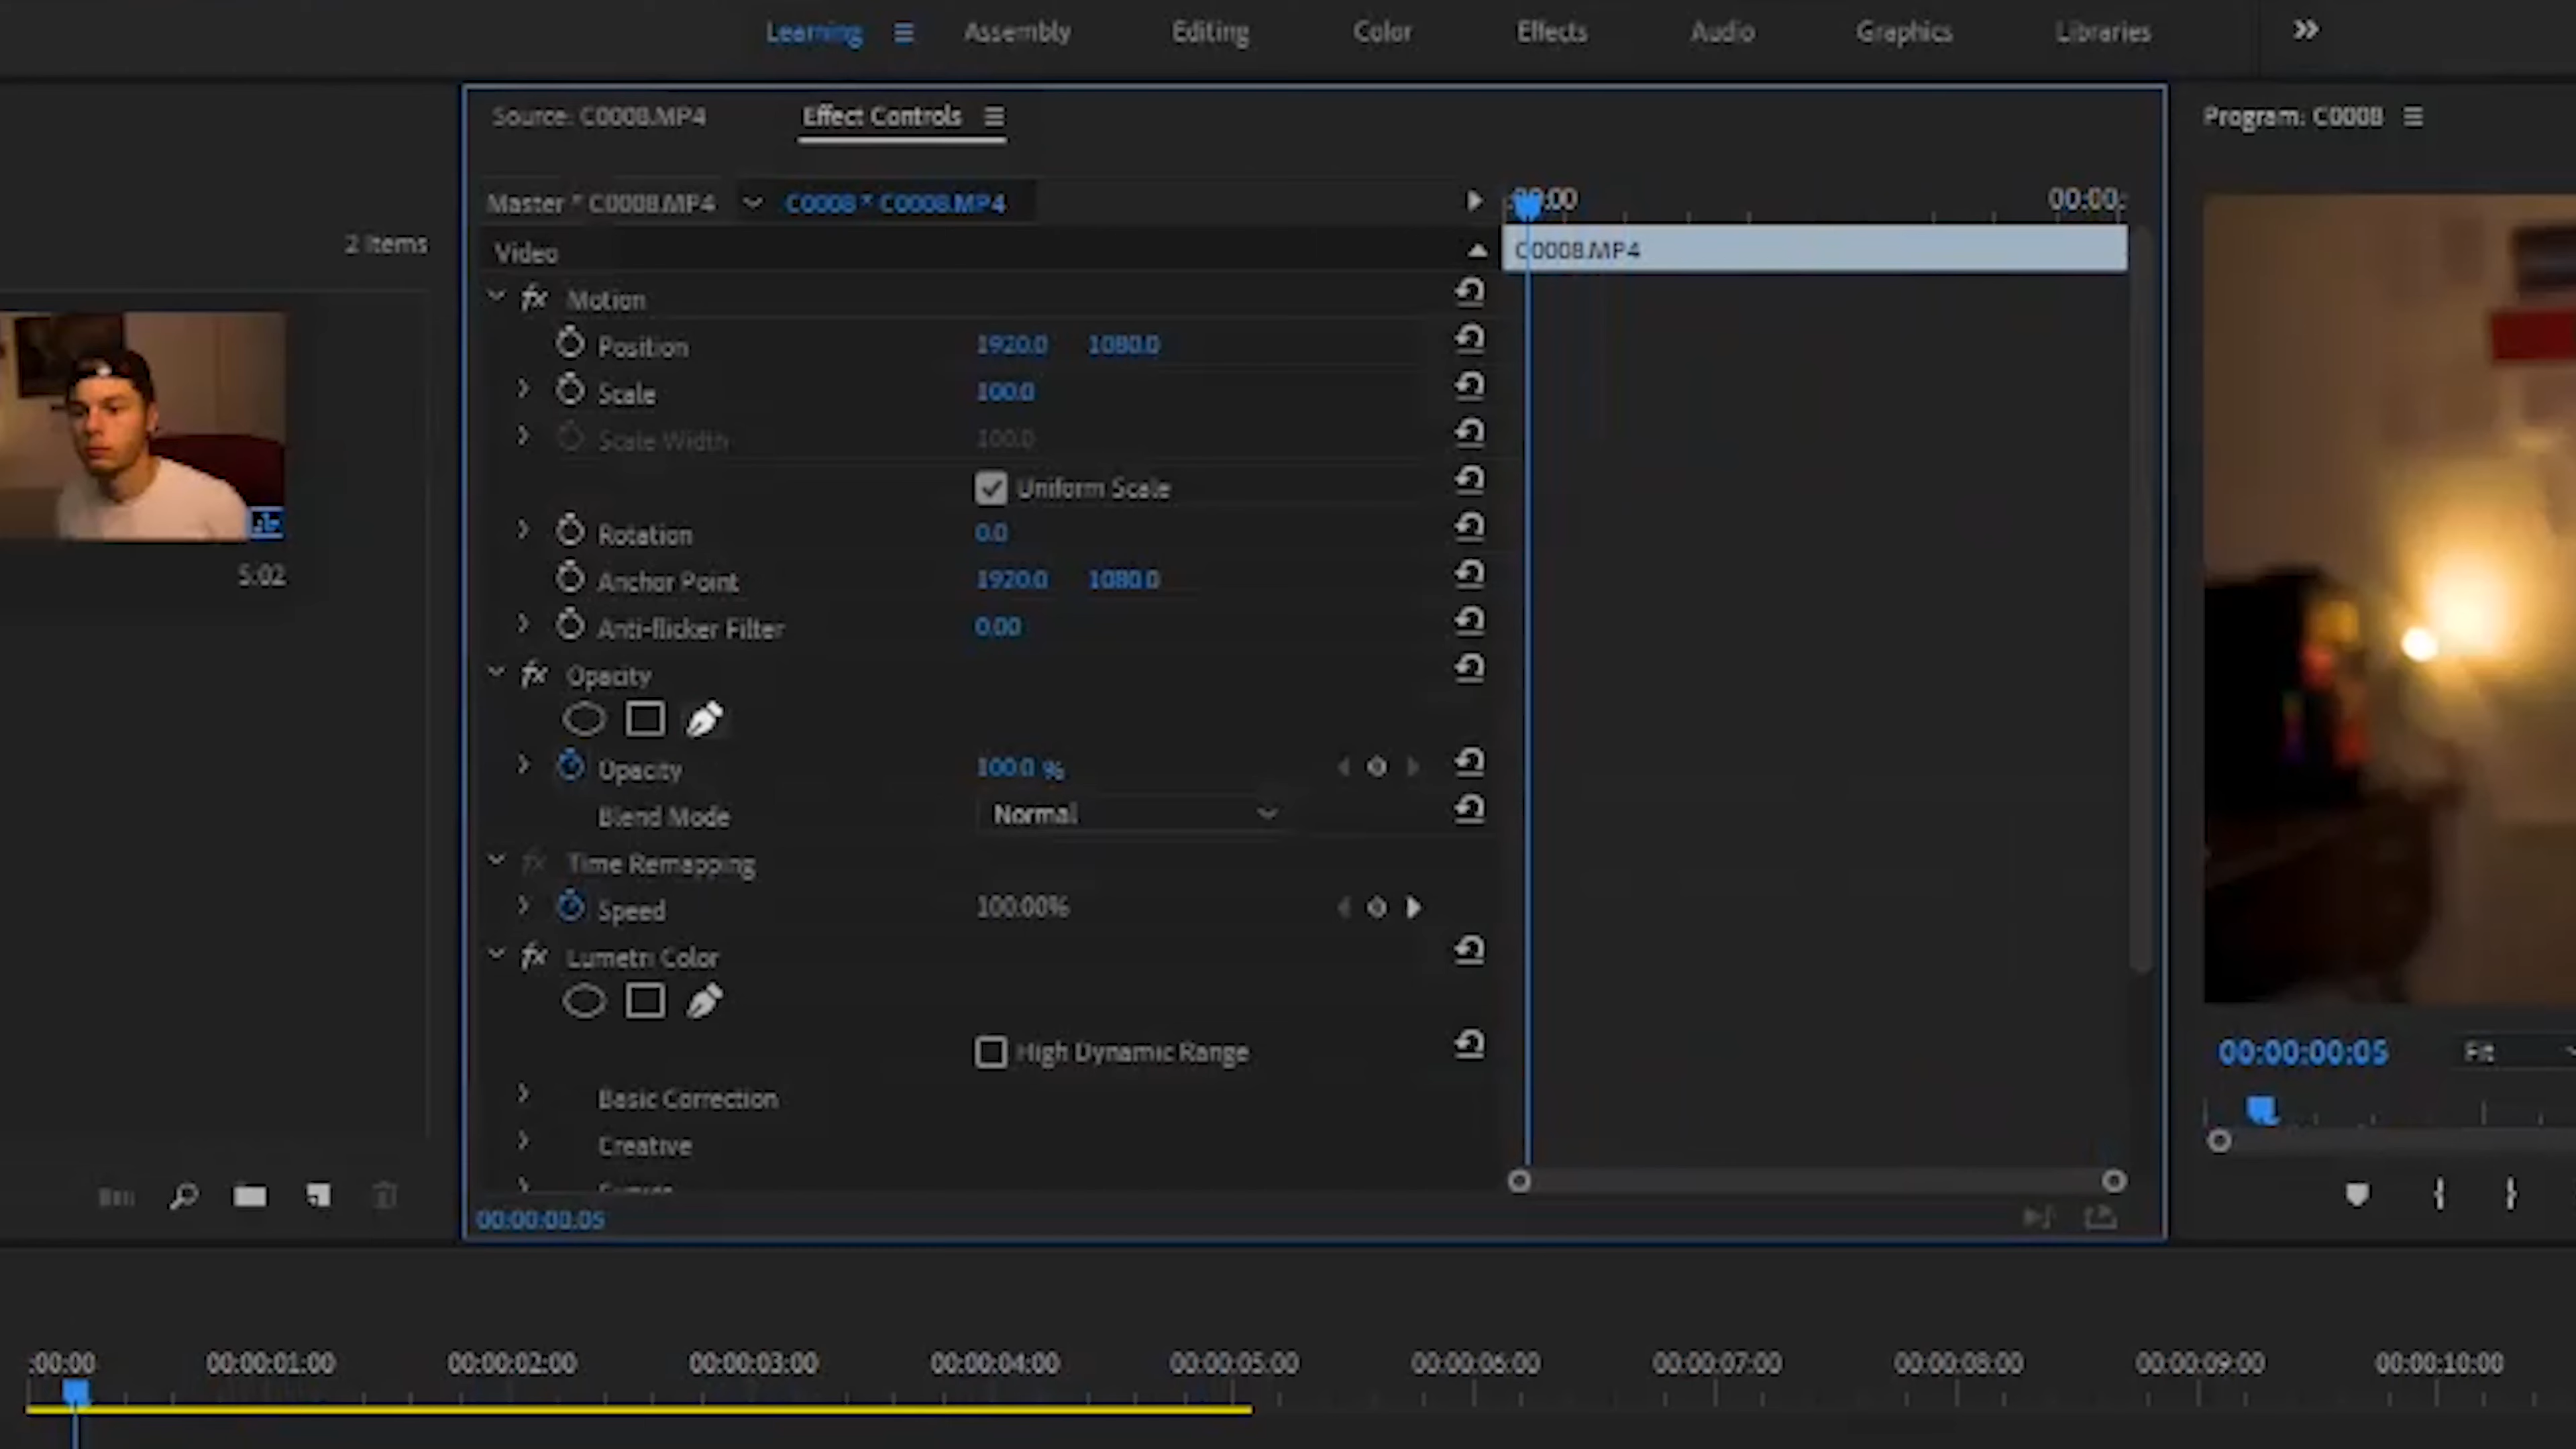 Learning Assembly Editing Color Effects Audio Graphics Libraries
Source: C0008.MP4 Effect Controls
Program: C0008
Master * C0008.MP4 C0008 * C0008.MP4
:00:00 00:00:
2 Items
Video
C0008.MP4
fx Motion
Position 1920.0 1080.0
Scale 100.0
Scale Width 100.0
Uniform Scale
Rotation 0.0
5:02
Anchor Point 1920.0 1080.0
Anti-flicker Filter 0.00
fx Opacity
Opacity 100.0 %
Blend Mode Normal
fx Time Remapping
Speed 100.00%
fx Lumetri Color
High Dynamic Range
00:00:00:05 Fit
Basic Correction
Creative
00:00:00:05
:00:00 00:00:01:00 00:00:02:00 00:00:03:00 00:00:04:00 00:00:05:00 00:00:06:00 00:00:07:00 00:00:08:00 00:00:09:00 00:00:10:00